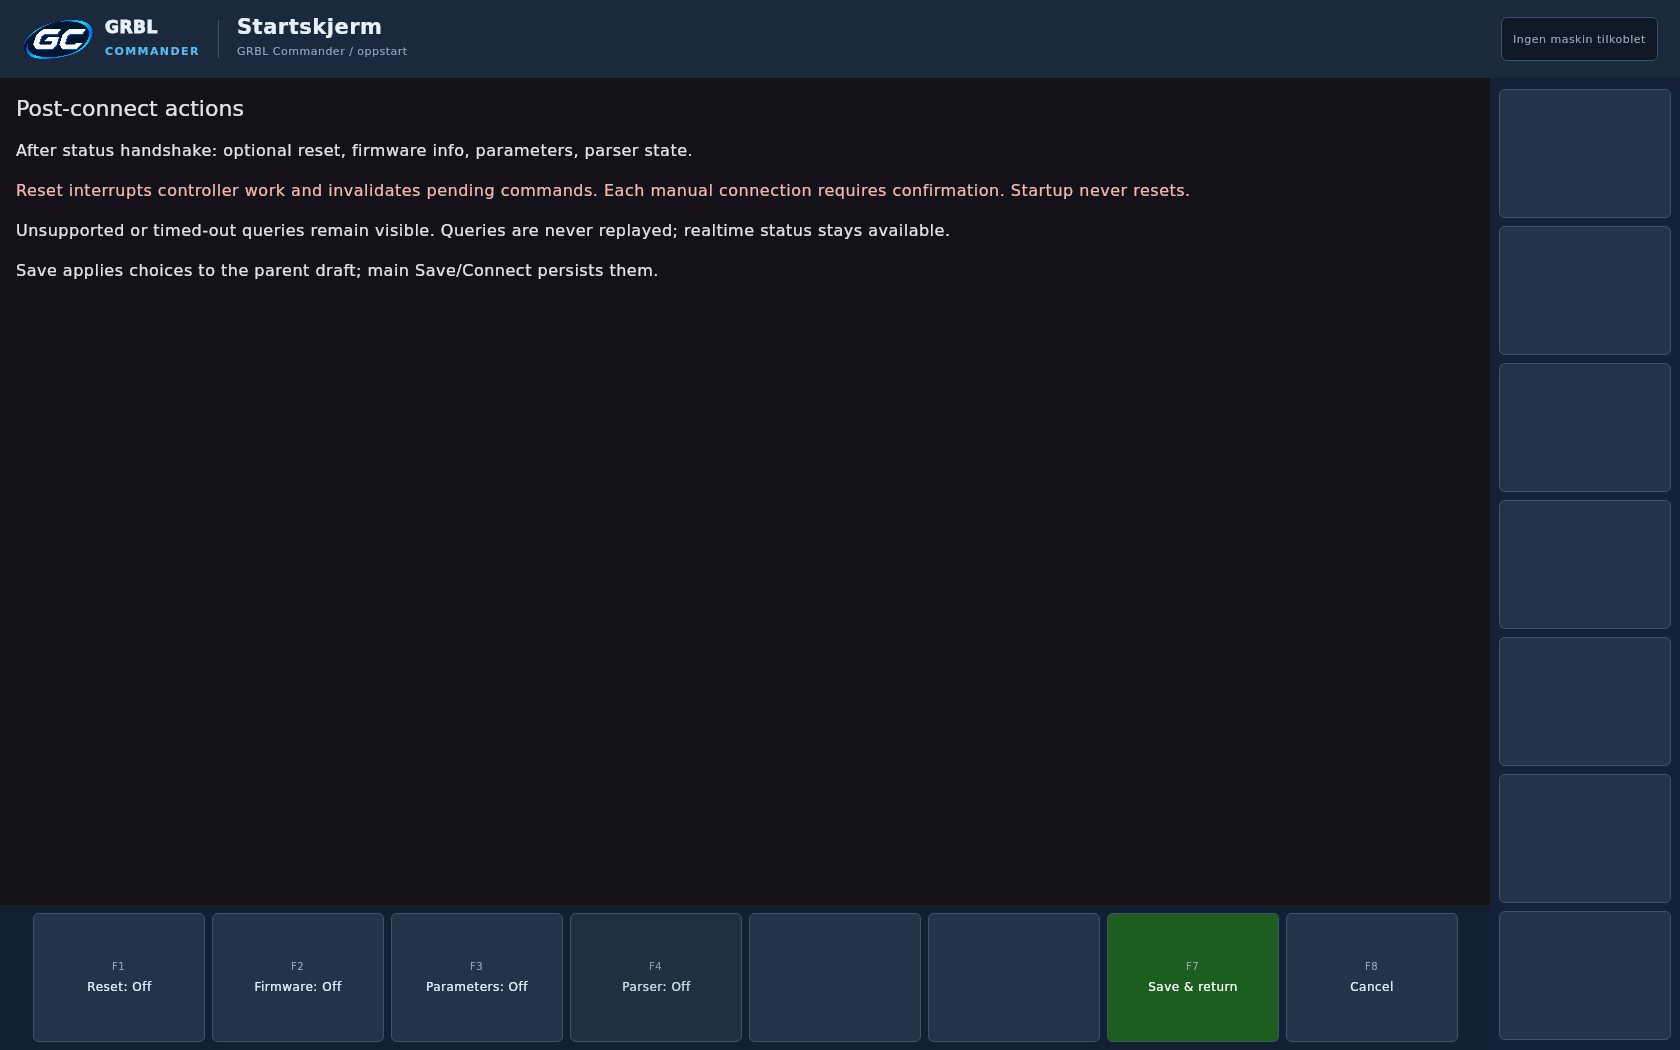 GC
GRBL
COMMANDER
Startskjerm
GRBL Commander / oppstart
Ingen maskin tilkoblet
Post-connect actions
After status handshake: optional reset, firmware info, parameters, parser state.
Reset interrupts controller work and invalidates pending commands. Each manual connection requires confirmation. Startup never resets.
Unsupported or timed-out queries remain visible. Queries are never replayed; realtime status stays available.
Save applies choices to the parent draft; main Save/Connect persists them.
F1
Reset: Off
F2
Firmware: Off
F3
Parameters: Off
F4
Parser: Off
F7
Save & return
F8
Cancel